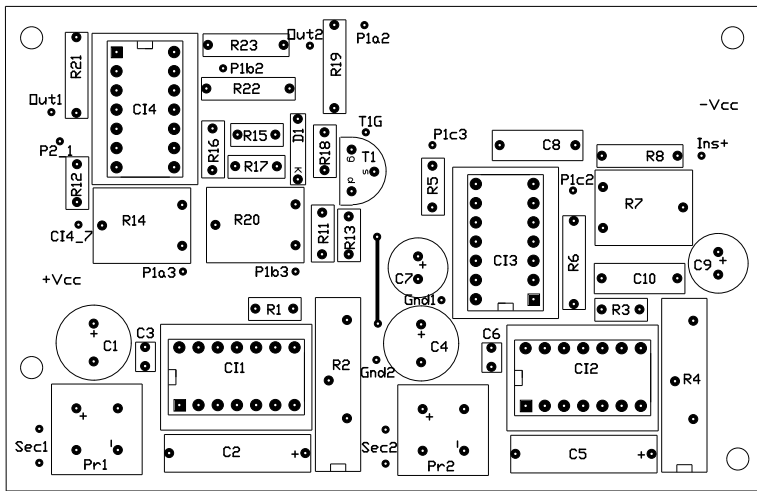 R21
R23
Out2
R19
P1a2
P1b2
R22
Out1
CI4
-Vcc
T1G
D1
R15
R16
R18
P2_1
T1
g
s
d
K
R17
R12
P1c3
C8
R8
Ins+
R5
P1c2
R14
R20
R11
R13
R7
CI4_7
R6
CI3
C7
+
C9
+
P1a3
P1b3
+Vcc
C10
Gnd1
R1
R3
+
C1
C3
CI1
R2
+
C4
C6
CI2
R4
Gnd2
+
-
Pr1
Sec1
C2
+
Sec2
+
-
Pr2
C5
+